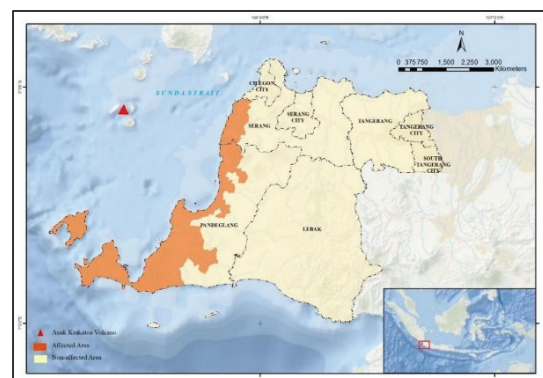 N
0 375 750 1,500 2,250 3,000
Kilometers
SUNDA STRAIT
CILEGON
CITY
SERANG
SERANG
CITY
TANGERANG
TANGERANG
CITY
SOUTH
TANGERANG
CITY
PANDEGLANG
LEBAK
Anak Krakatau Volcano
Affected Area
Non-affected Area